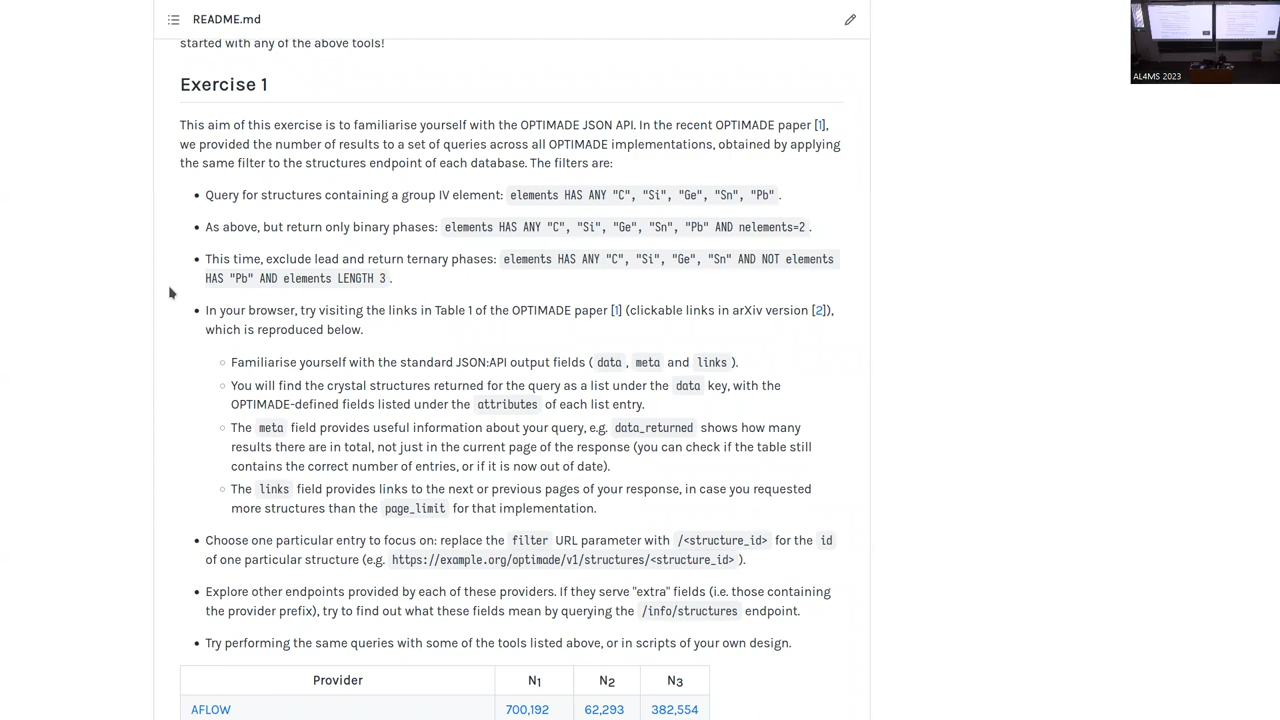 README.md
started with any of the above tools!
Exercise 1
This aim of this exercise is to familiarise yourself with the OPTIMADE JSON API. In the recent OPTIMADE paper [1],
we provided the number of results to a set of queries across all OPTIMADE implementations, obtained by applying
the same filter to the structures endpoint of each database. The filters are:
• Query for structures containing a group IV element: elements HAS ANY "C", "Si", "Ge", "Sn", "Pb".
• As above, but return only binary phases: elements HAS ANY "C", "Si", "Ge", "Sn", "Pb" AND nelements=2.
• This time, exclude lead and return ternary phases: elements HAS ANY "C", "Si", "Ge", "Sn" AND NOT elements
HAS "Pb" AND elements LENGTH 3.
• In your browser, try visiting the links in Table 1 of the OPTIMADE paper [1] (clickable links in arXiv version [2]),
which is reproduced below.
◦ Familiarise yourself with the standard JSON:API output fields (data, meta and links).
◦ You will find the crystal structures returned for the query as a list under the data key, with the
OPTIMADE-defined fields listed under the attributes of each list entry.
◦ The meta field provides useful information about your query, e.g. data_returned shows how many
results there are in total, not just in the current page of the response (you can check if the table still
contains the correct number of entries, or if it is now out of date).
◦ The links field provides links to the next or previous pages of your response, in case you requested
more structures than the page_limit for that implementation.
• Choose one particular entry to focus on: replace the filter URL parameter with /<structure_id> for the id
of one particular structure (e.g. https://example.org/optimade/v1/structures/<structure_id>).
• Explore other endpoints provided by each of these providers. If they serve "extra" fields (i.e. those containing
the provider prefix), try to find out what these fields mean by querying the /info/structures endpoint.
• Try performing the same queries with some of the tools listed above, or in scripts of your own design.
Provider N1 N2 N3
AFLOW 700,192 62,293 382,554
AL4MS 2023